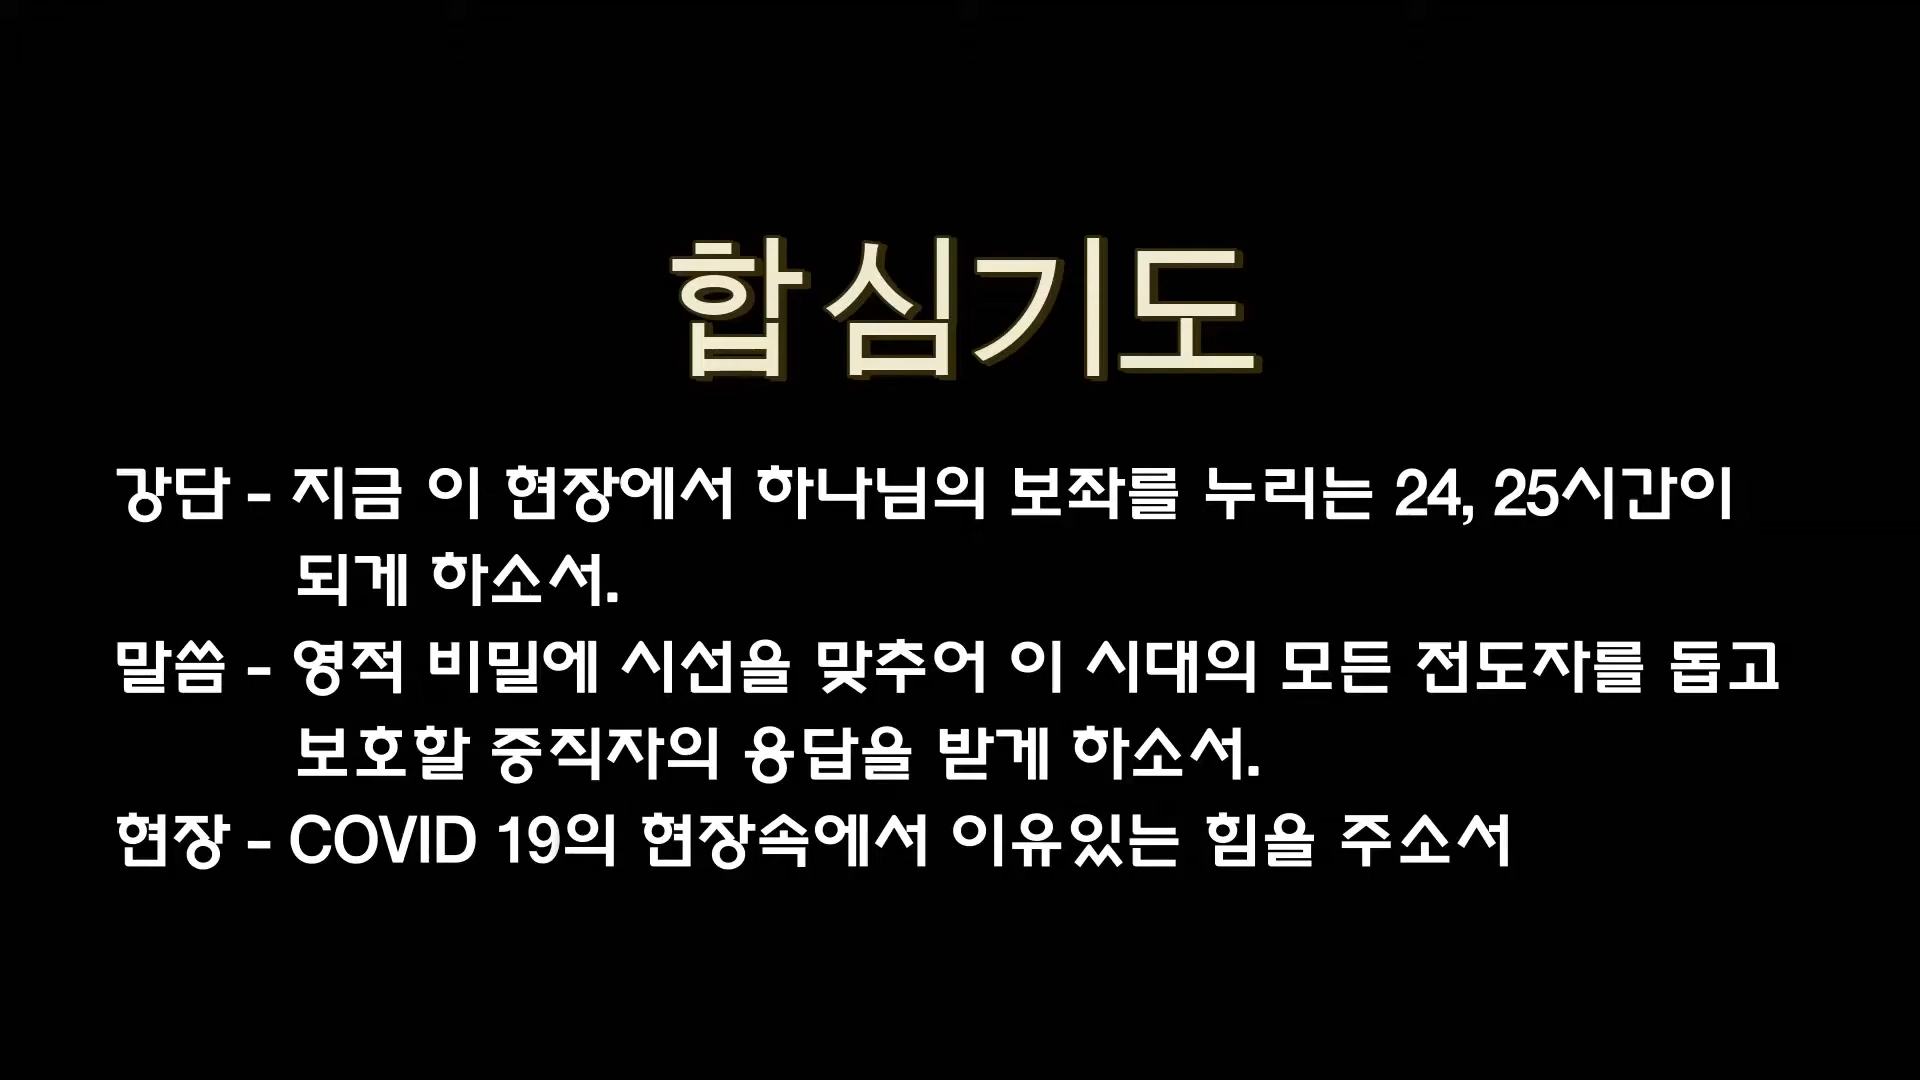 합심기도
강단 - 지금 이 현장에서 하나님의 보좌를 누리는 24, 25시간이
되게 하소서.
말씀 - 영적 비밀에 시선을 맞추어 이 시대의 모든 전도자를 돕고
보호할 중직자의 응답을 받게 하소서.
현장 - COVID 19의 현장속에서 이유있는 힘을 주소서